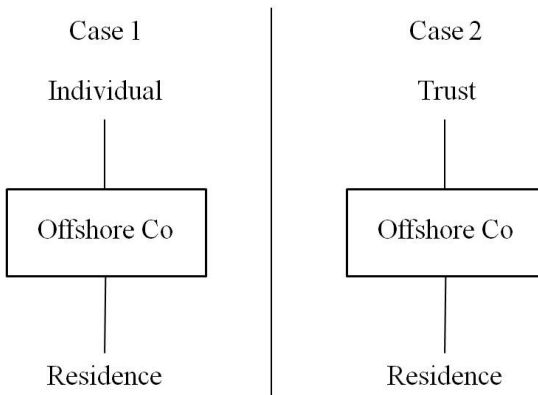 Case 1
Individual
Offshore Co
Residence
Case 2
Trust
Offshore Co
Residence